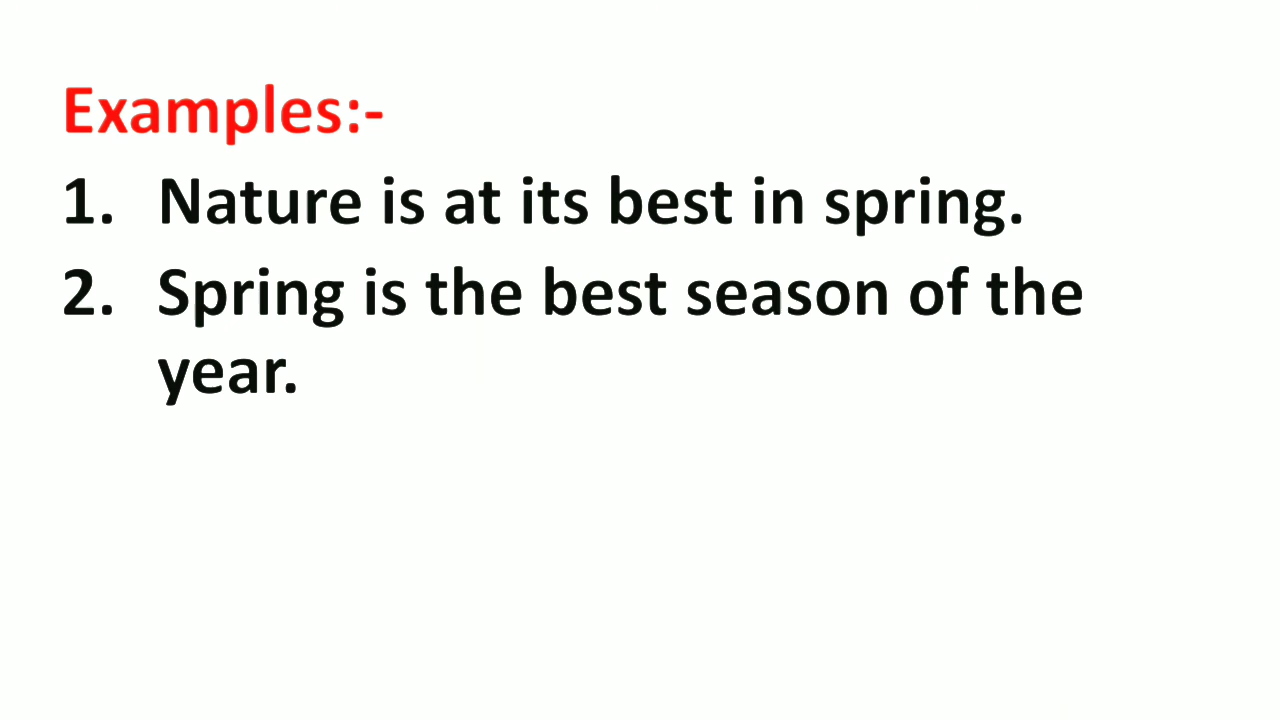 Examples:-
1. Nature is at its best in spring.
2. Spring is the best season of the
year.